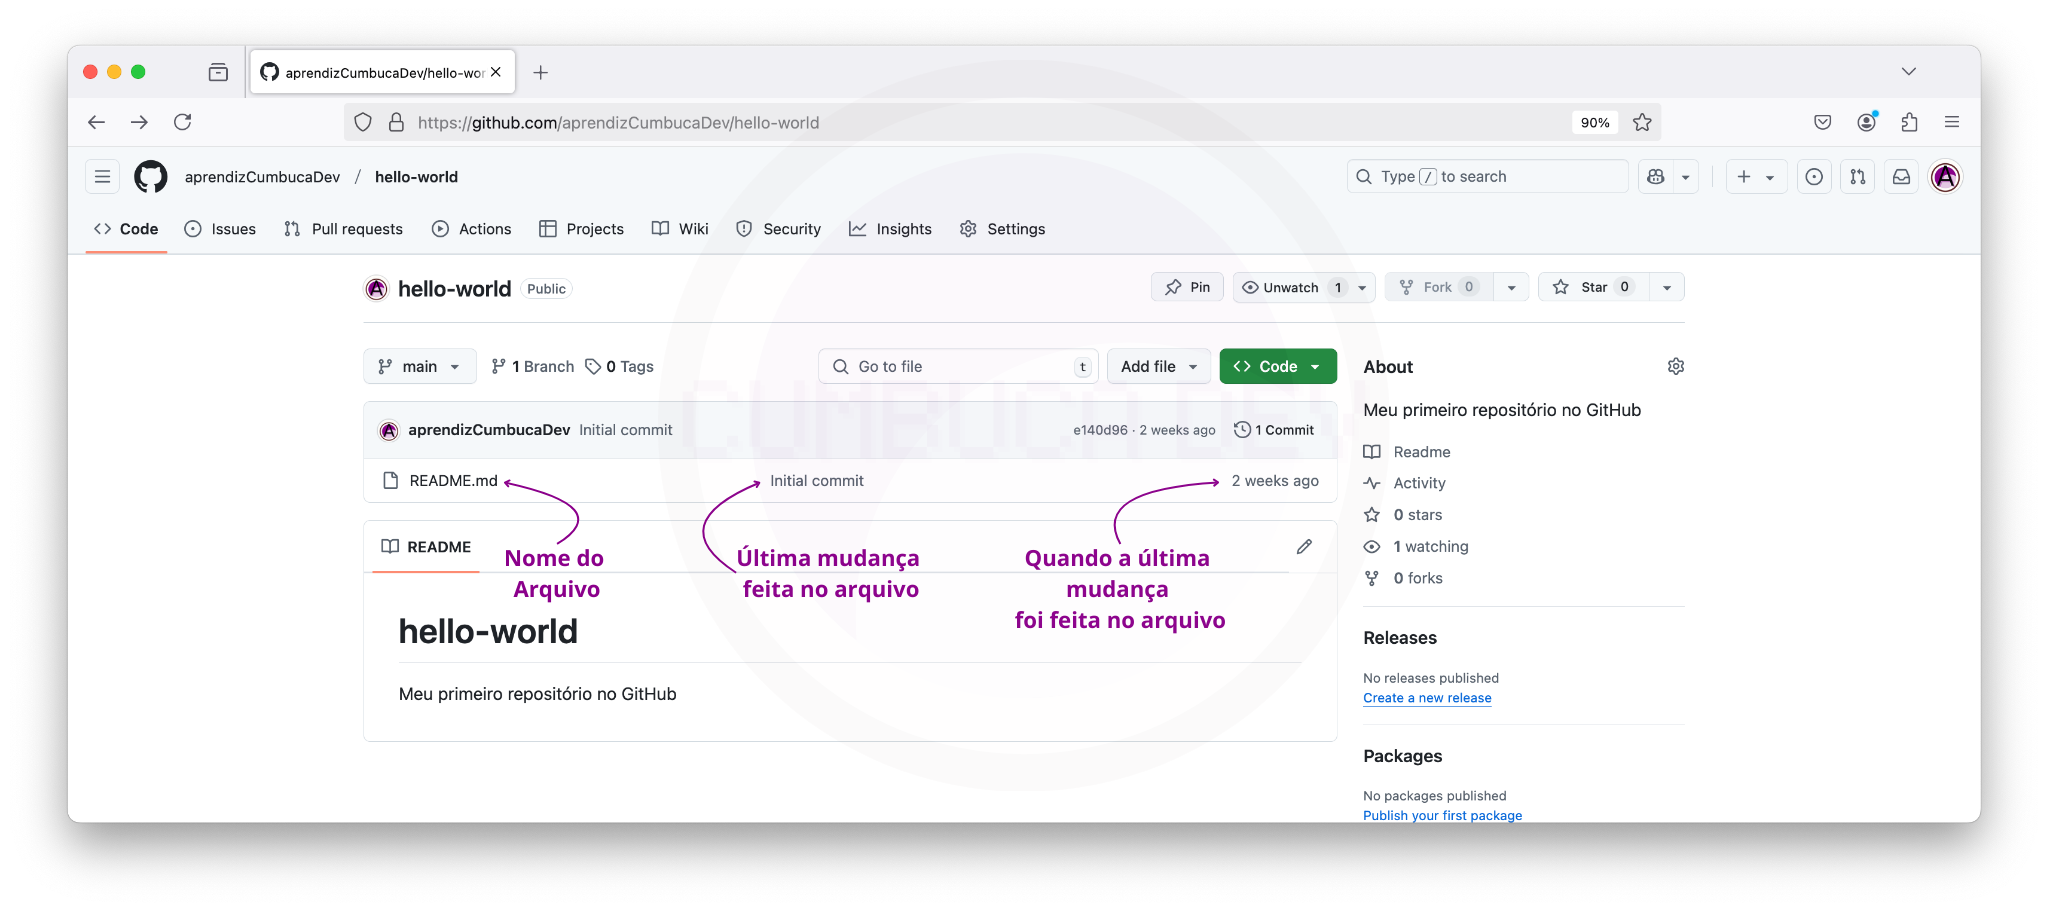 aprendizCumbucaDev/hello-wor
https://github.com/aprendizCumbucaDev/hello-world
90%
aprendizCumbucaDev / hello-world
Type / to search
Code
Issues
Pull requests
Actions
Projects
Wiki
Security
Insights
Settings
hello-world Public
Pin
Unwatch 1
Fork 0
Star 0
main
1 Branch
0 Tags
Go to file t
Add file
Code
aprendizCumbucaDev Initial commit
e140d96 · 2 weeks ago
1 Commit
README.md
Initial commit
2 weeks ago
README
Nome do
Arquivo
Última mudança
feita no arquivo
Quando a última
mudança
foi feita no arquivo
hello-world
Meu primeiro repositório no GitHub
About
Meu primeiro repositório no GitHub
Readme
Activity
0 stars
1 watching
0 forks
Releases
No releases published
Create a new release
Packages
No packages published
Publish your first package
CUMBUCA DEV